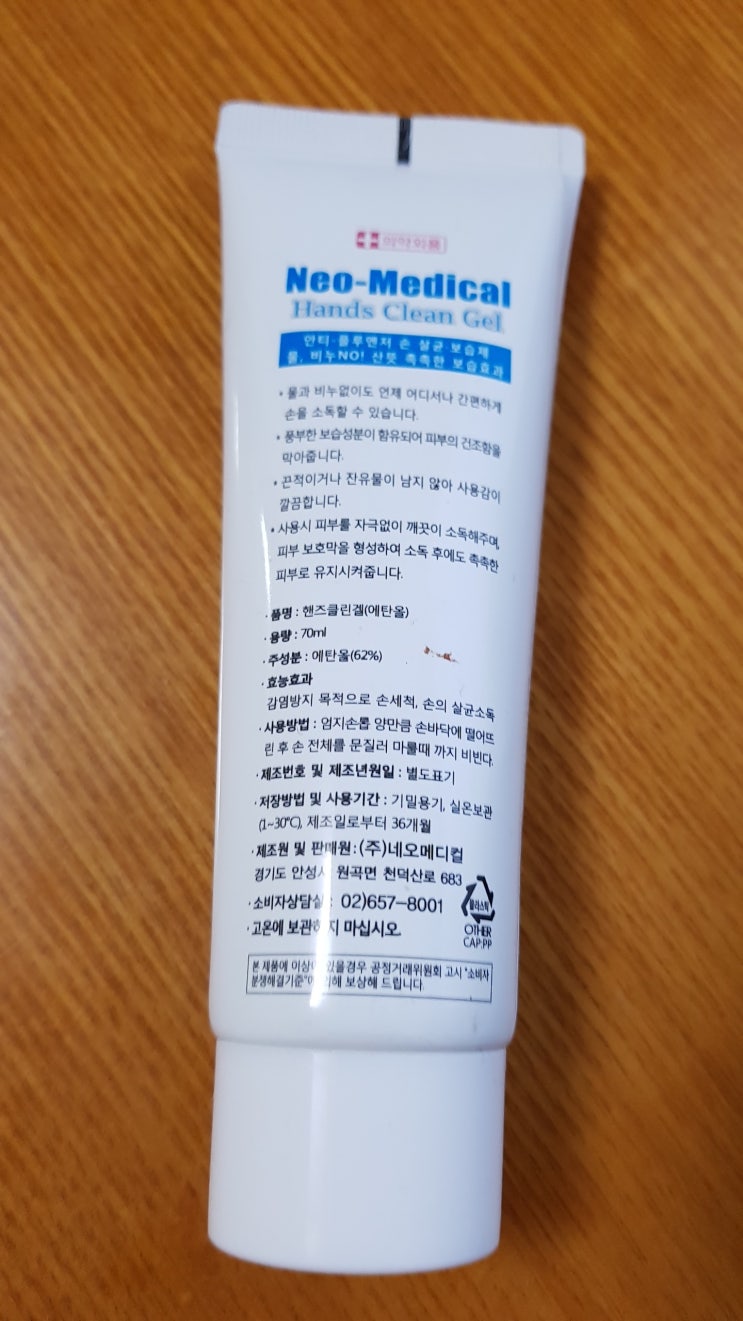 의약외품
Neo-Medical
Hands Clean Gel
안티-플루엔저 손 살균 보습제
물, 비누NO! 산뜻 촉촉한 보습효과
* 물과 비누없이도 언제 어디서나 간편하게
손을 소독할 수 있습니다.
* 풍부한 보습성분이 함유되어 피부의 건조함을
막아줍니다.
* 끈적이거나 잔유물이 남지 않아 사용감이
깔끔합니다.
* 사용시 피부를 자극없이 깨끗이 소독해주며,
피부 보호막을 형성하여 소독 후에도 촉촉한
피부로 유지시켜줍니다.
· 품명 : 핸즈클린겔(에탄올)
· 용량 : 70ml
· 주성분 : 에탄올(62%)
· 효능효과
감염방지 목적으로 손세척, 손의 살균소독
· 사용방법 : 엄지손톱 양만큼 손바닥에 떨어뜨
린 후 손 전체를 문질러 마를때 까지 비빈다.
· 제조번호 및 제조년원일 : 별도표기
· 저장방법 및 사용기간 : 기밀용기, 실온보관
(1~30℃), 제조일로부터 36개월
· 제조원 및 판매원 : (주)네오메디컬
경기도 안성시 원곡면 천덕산로 683
· 소비자상담실 : 02)657-8001
· 고온에 보관하지 마십시오.
플라스틱
OTHER
CAP:PP
본 제품에 이상이 있을경우 공정거래위원회 고시 "소비자
분쟁해결기준"에 의해 보상해 드립니다.